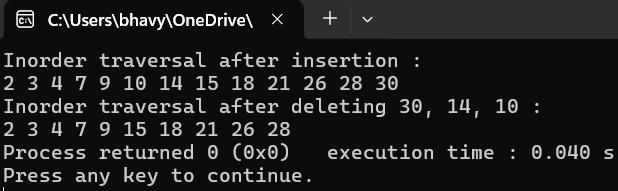 C:\Users\bhavy\OneDrive\
Inorder traversal after insertion :
2 3 4 7 9 10 14 15 18 21 26 28 30
Inorder traversal after deleting 30, 14, 10 :
2 3 4 7 9 15 18 21 26 28
Process returned 0 (0x0)   execution time : 0.040 s
Press any key to continue.